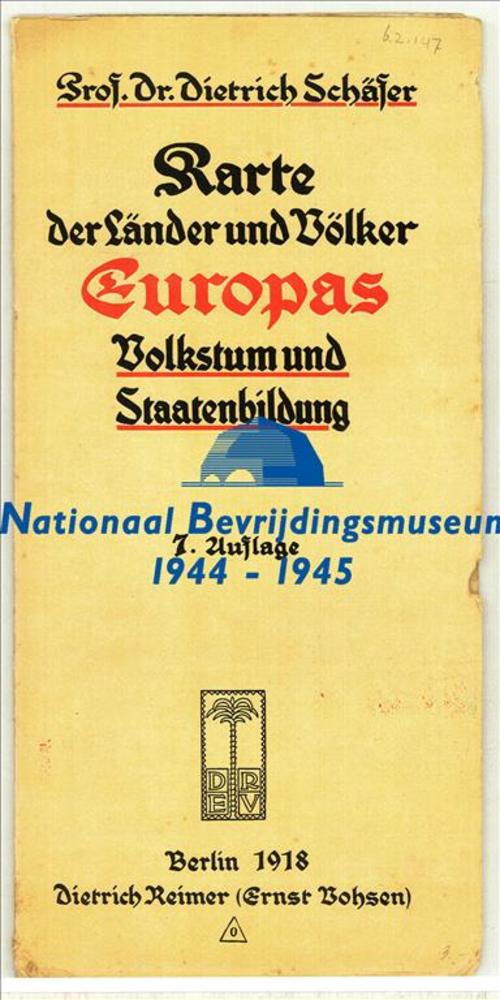 6.2.147
Prof. Dr. Dietrich Schäfer
Karte
der Länder und Völker
Europas
Volkstum und
Staatenbildung
Nationaal Bevrijdingsmuseum
7. Auflage
1944 - 1945
D R
E V
Berlin 1918
Dietrich Reimer (Ernst Vohsen)
0
3.-